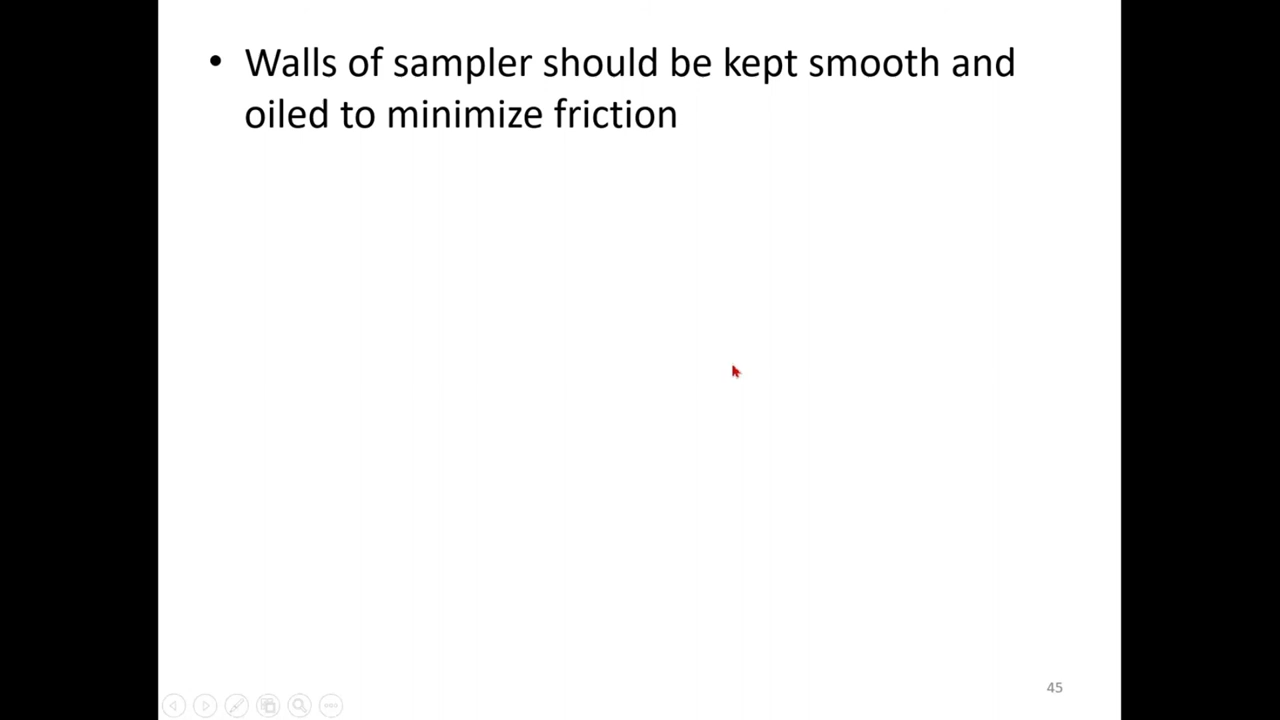 • Walls of sampler should be kept smooth and
oiled to minimize friction
45